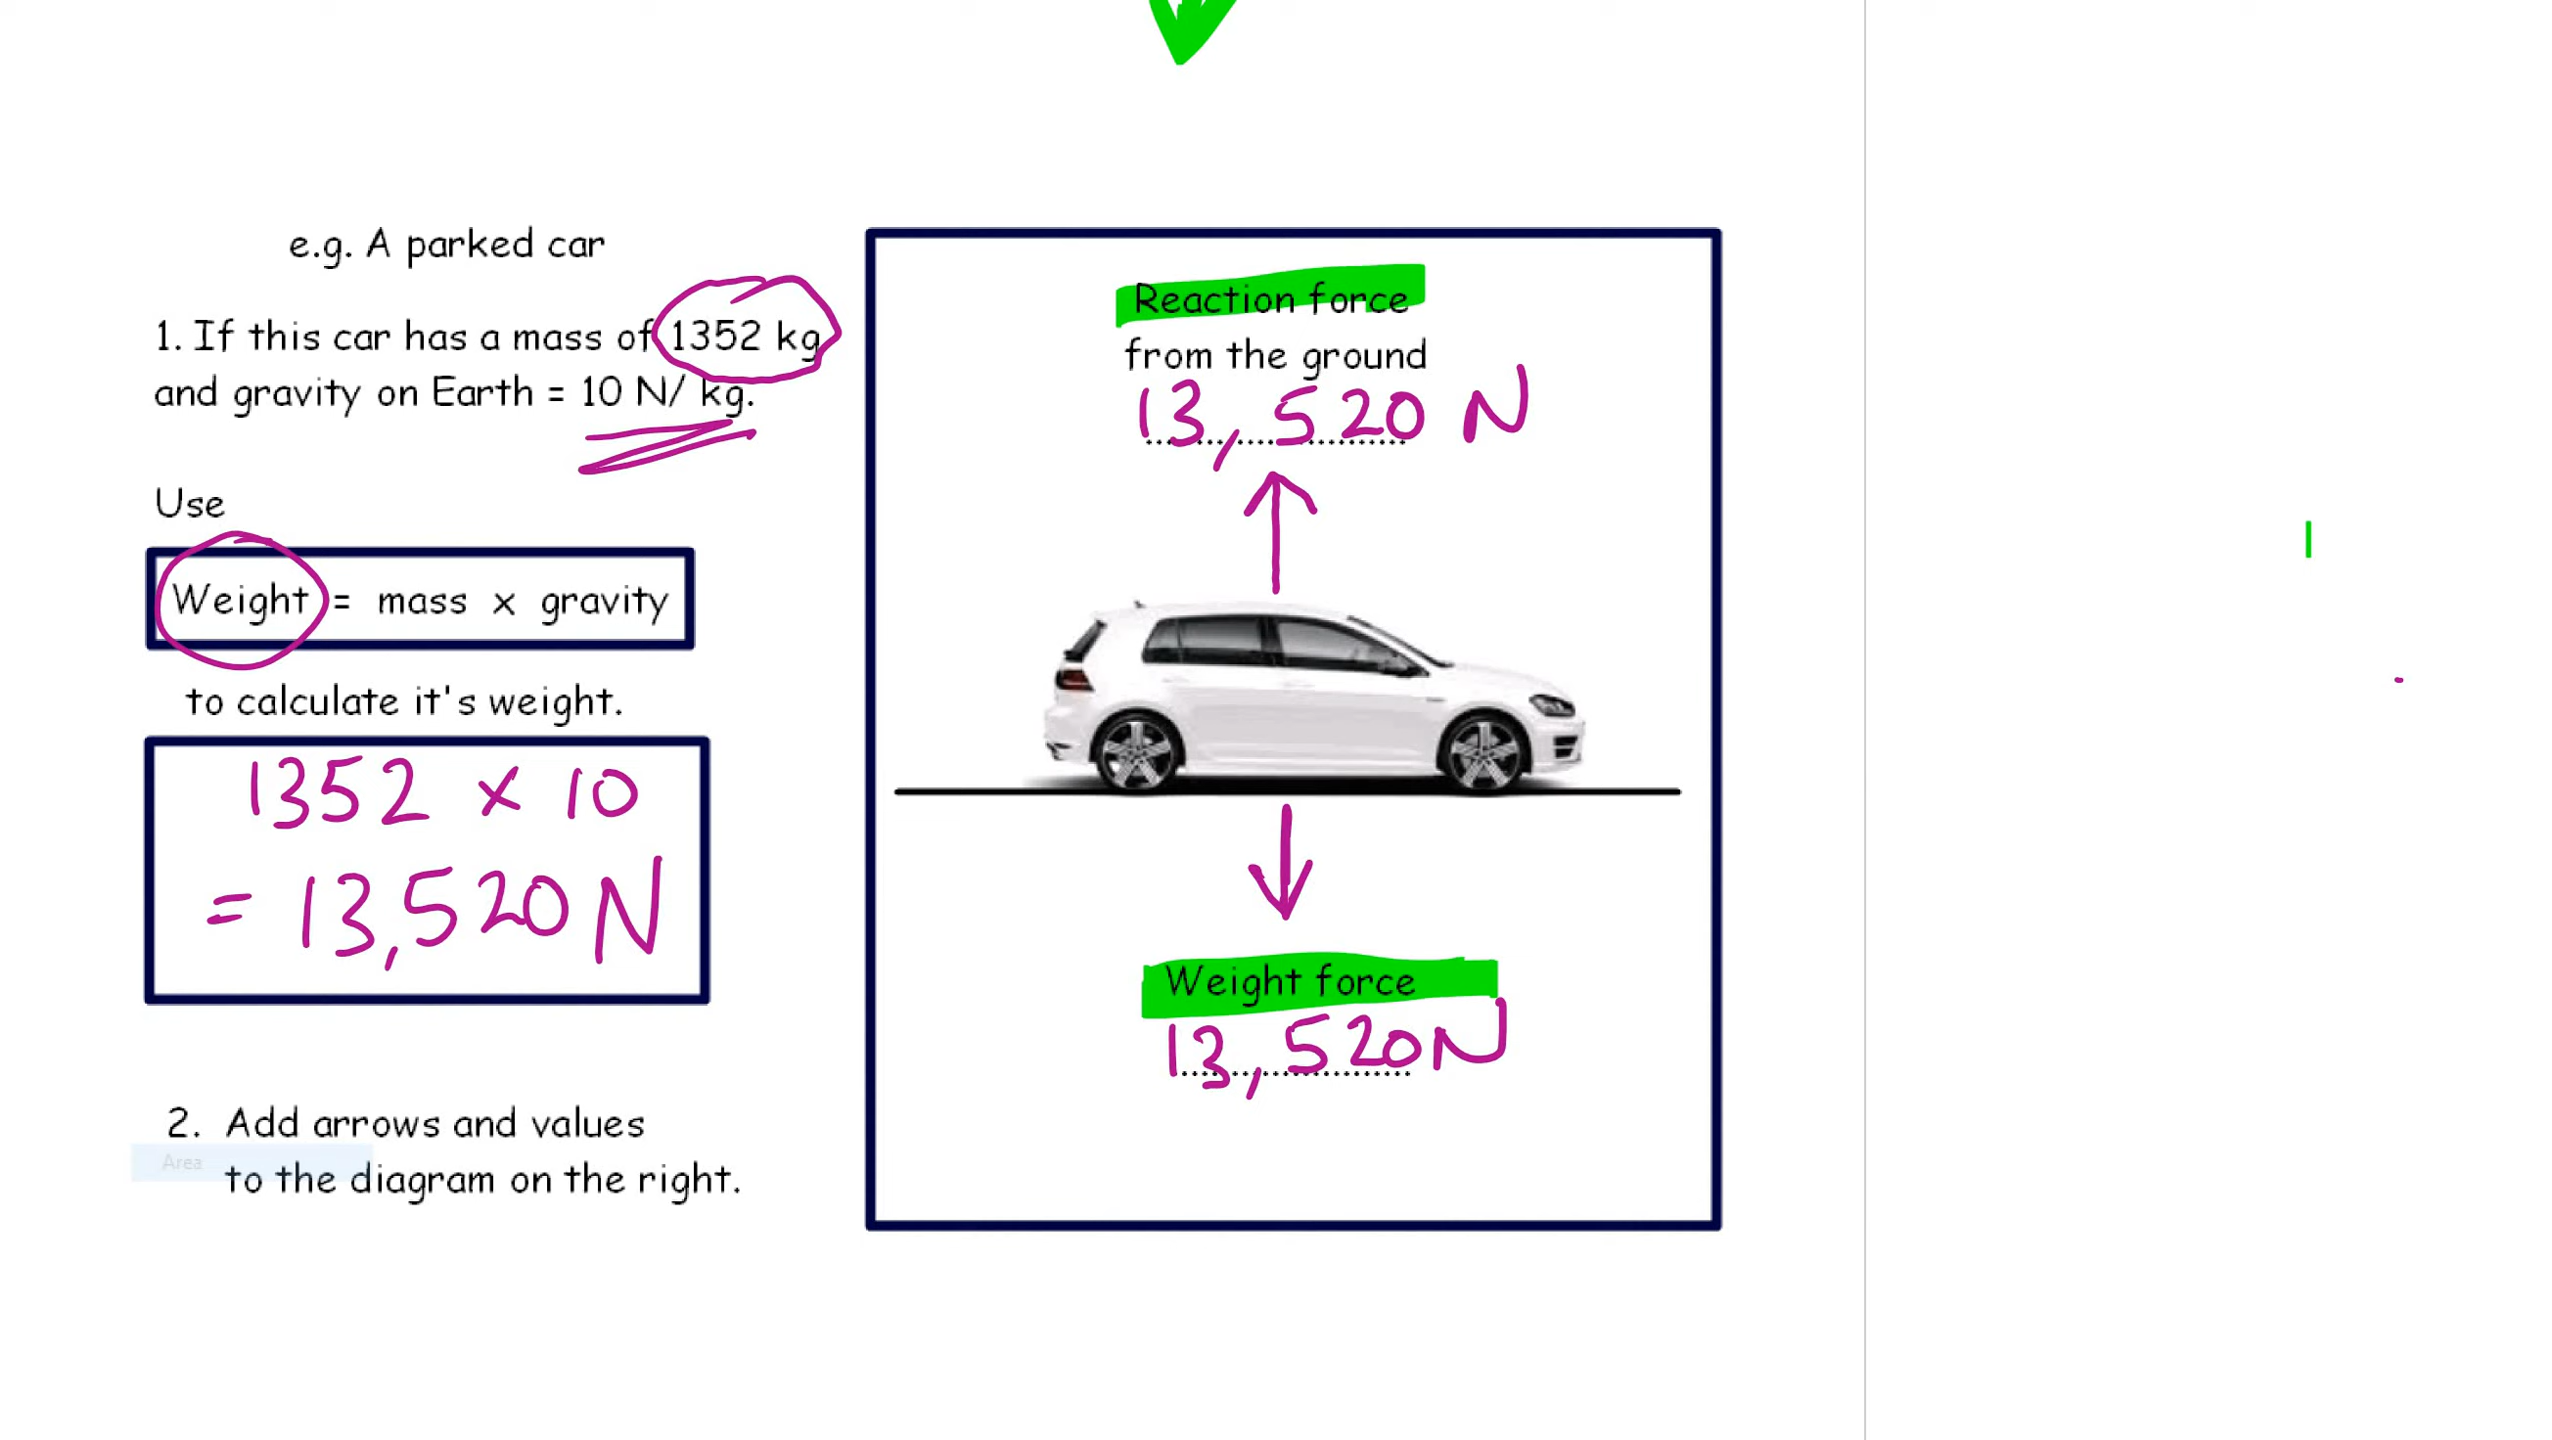 e.g. A parked car
1. If this car has a mass of 1352 kg
and gravity on Earth = 10 N/ kg.
Use
Weight = mass x gravity
to calculate it's weight.
1352 x 10
= 13,520 N
2. Add arrows and values
Area
to the diagram on the right.
Reaction force
from the ground
13,520 N
Weight force
13,520 N